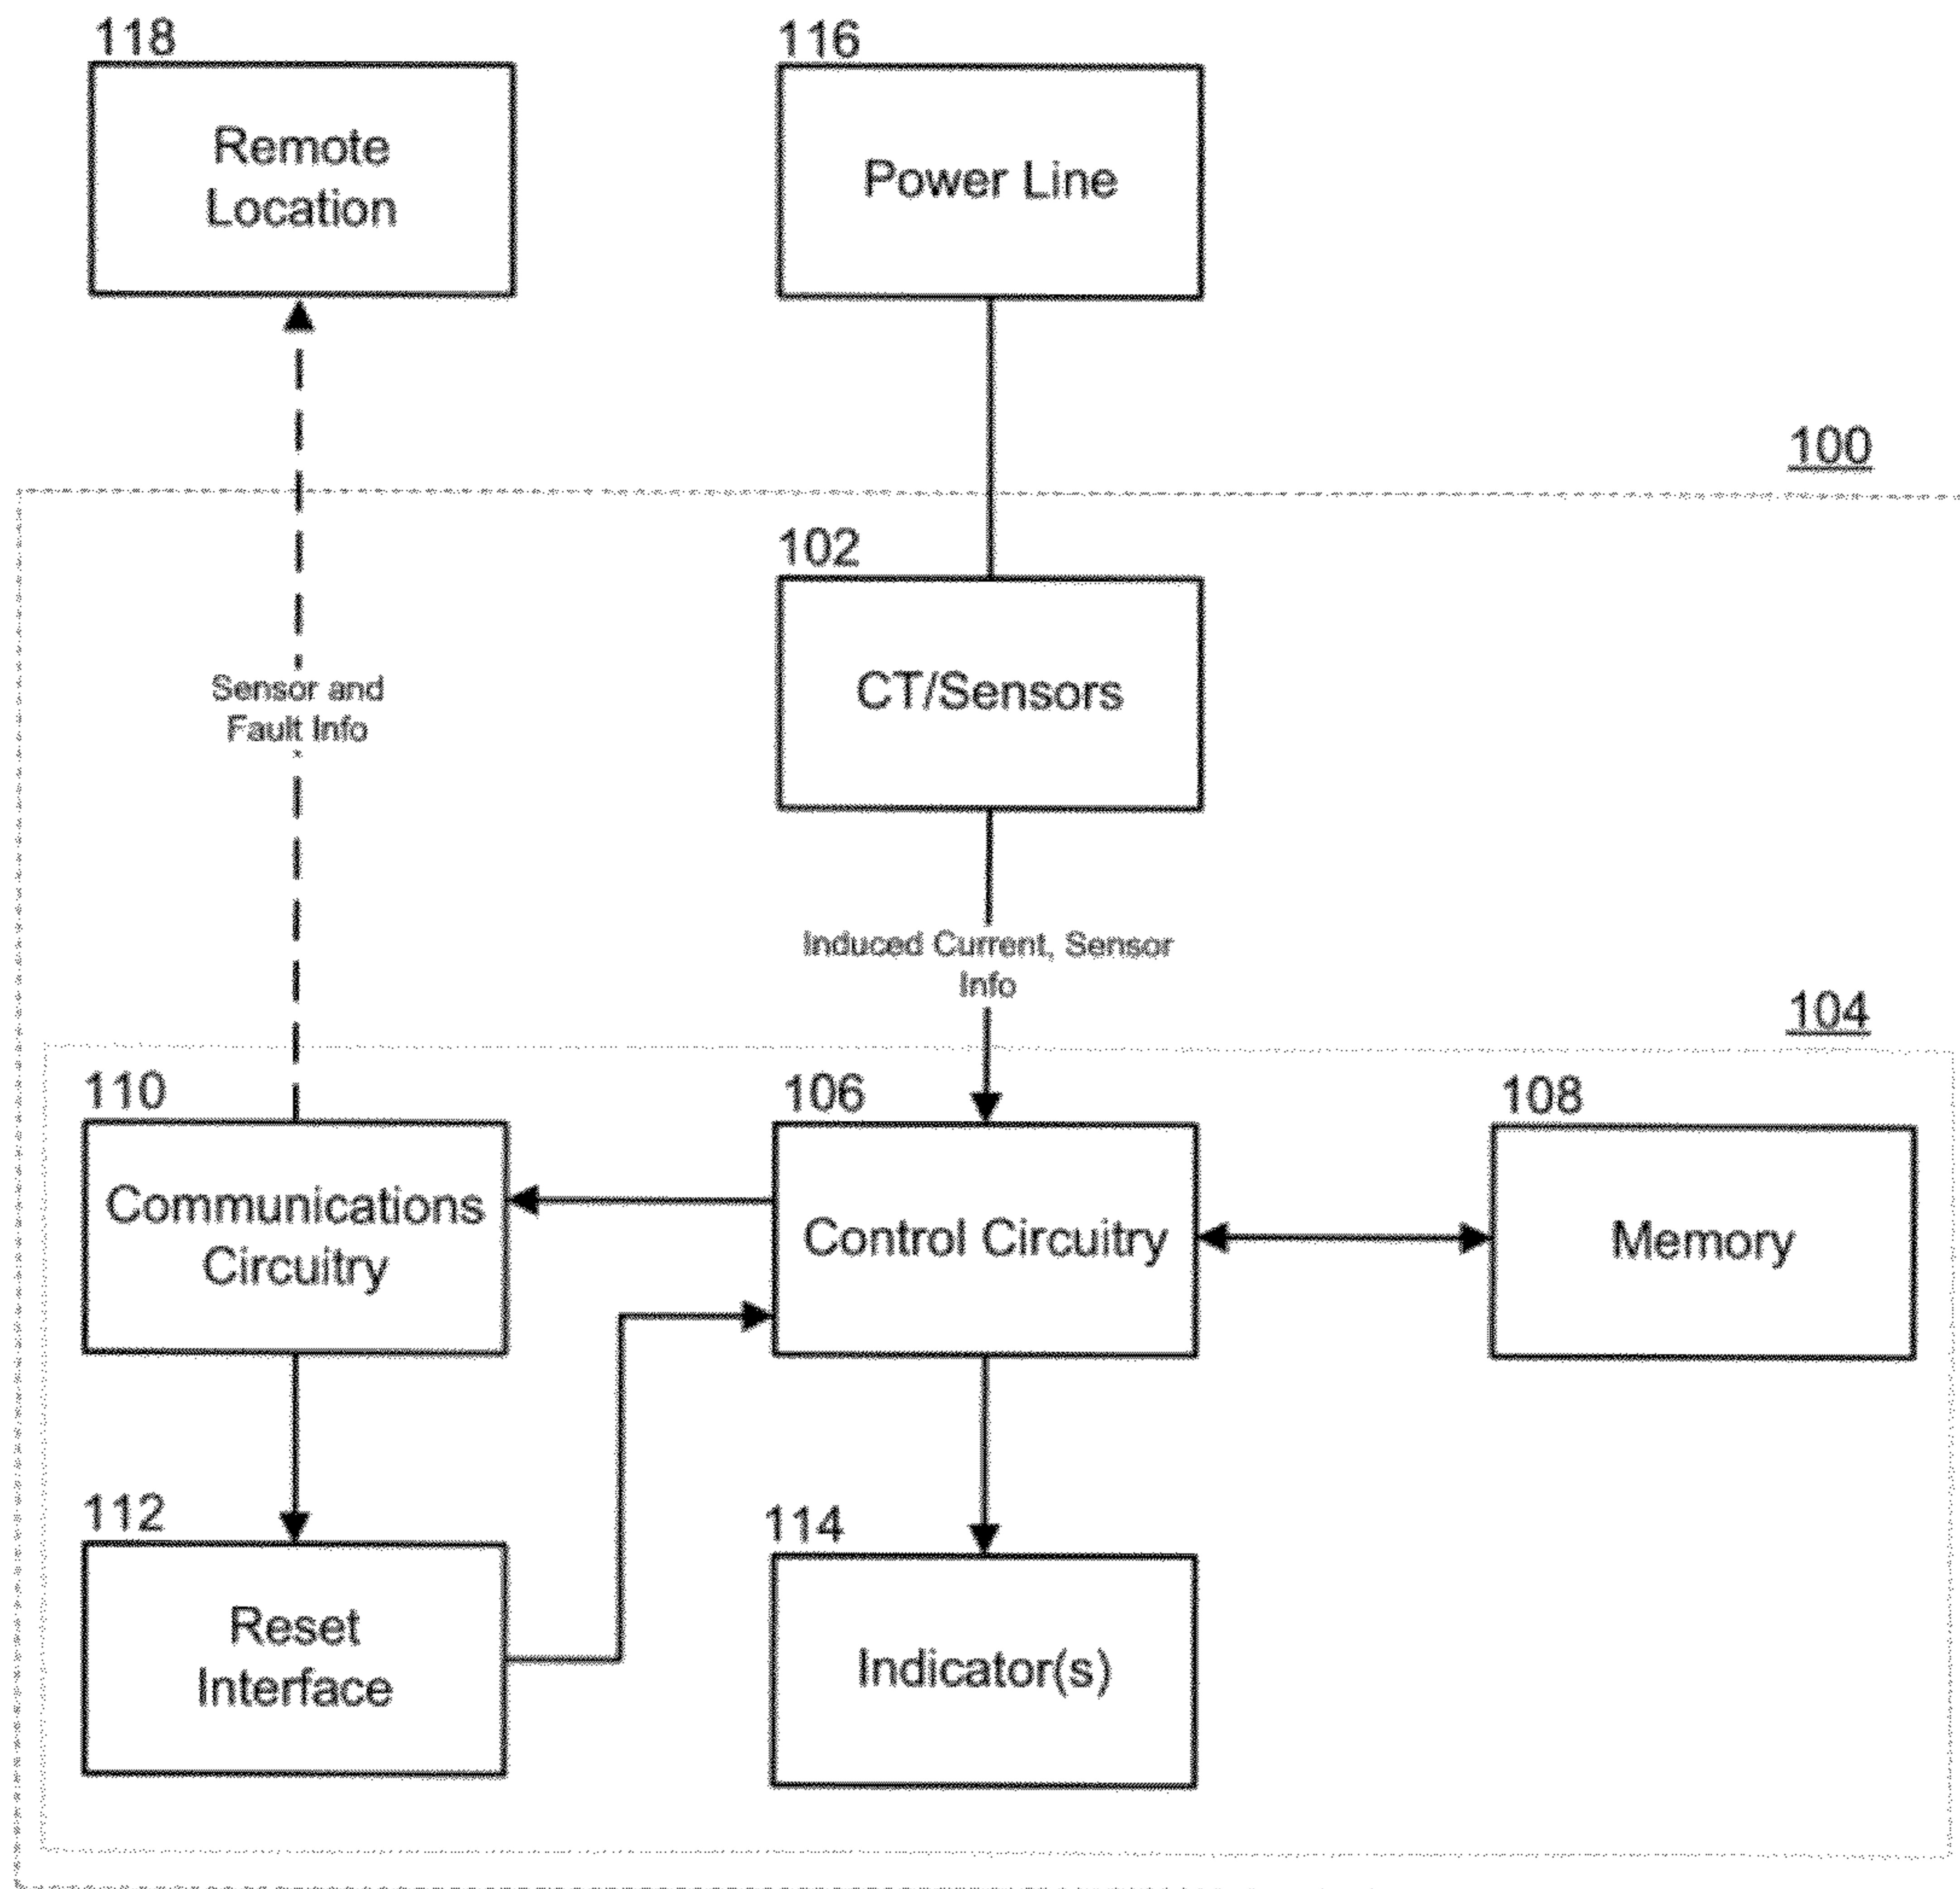 118
Remote
Location
116
Power Line
100
102
CT/Sensors
Sensor and
Fault Info
Induced Current, Sensor
Info
104
110
Communications
Circuitry
106
Control Circuitry
108
Memory
112
Reset
Interface
114
Indicator(s)